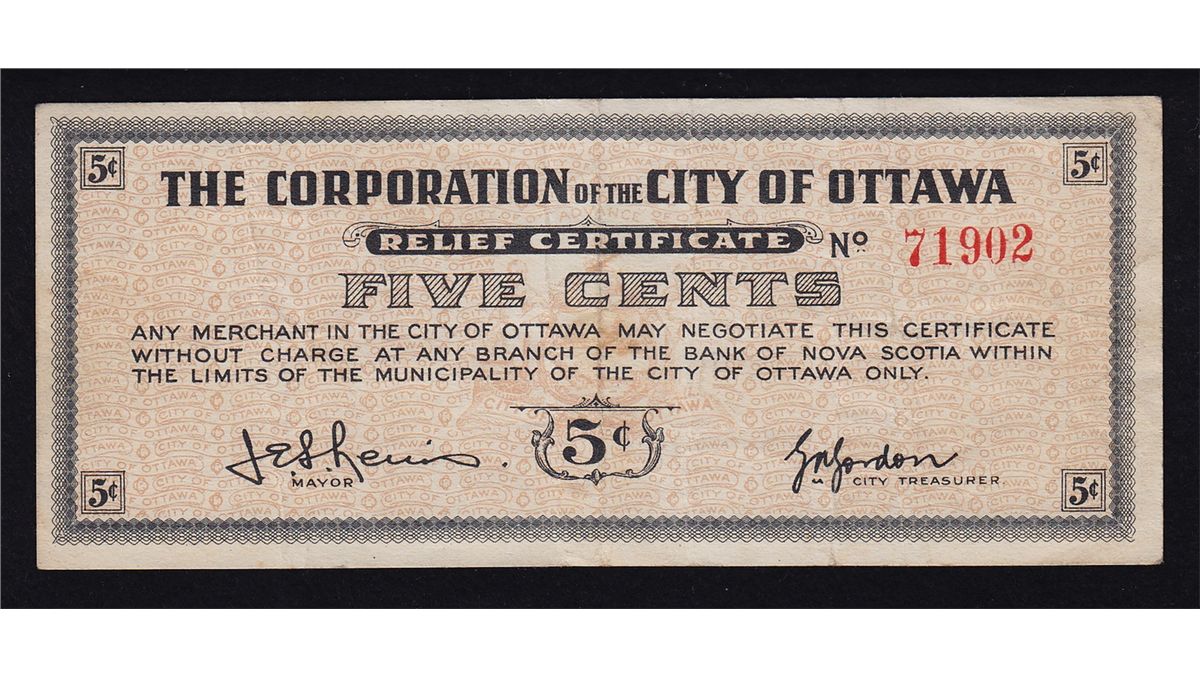 5¢ 5¢
THE CORPORATION OF THE CITY OF OTTAWA
RELIEF CERTIFICATE Nº 71902
FIVE CENTS
ANY MERCHANT IN THE CITY OF OTTAWA MAY NEGOTIATE THIS CERTIFICATE
WITHOUT CHARGE AT ANY BRANCH OF THE BANK OF NOVA SCOTIA WITHIN
THE LIMITS OF THE MUNICIPALITY OF THE CITY OF OTTAWA ONLY.
5¢
Gordon
MAYOR CITY TREASURER
5¢ 5¢